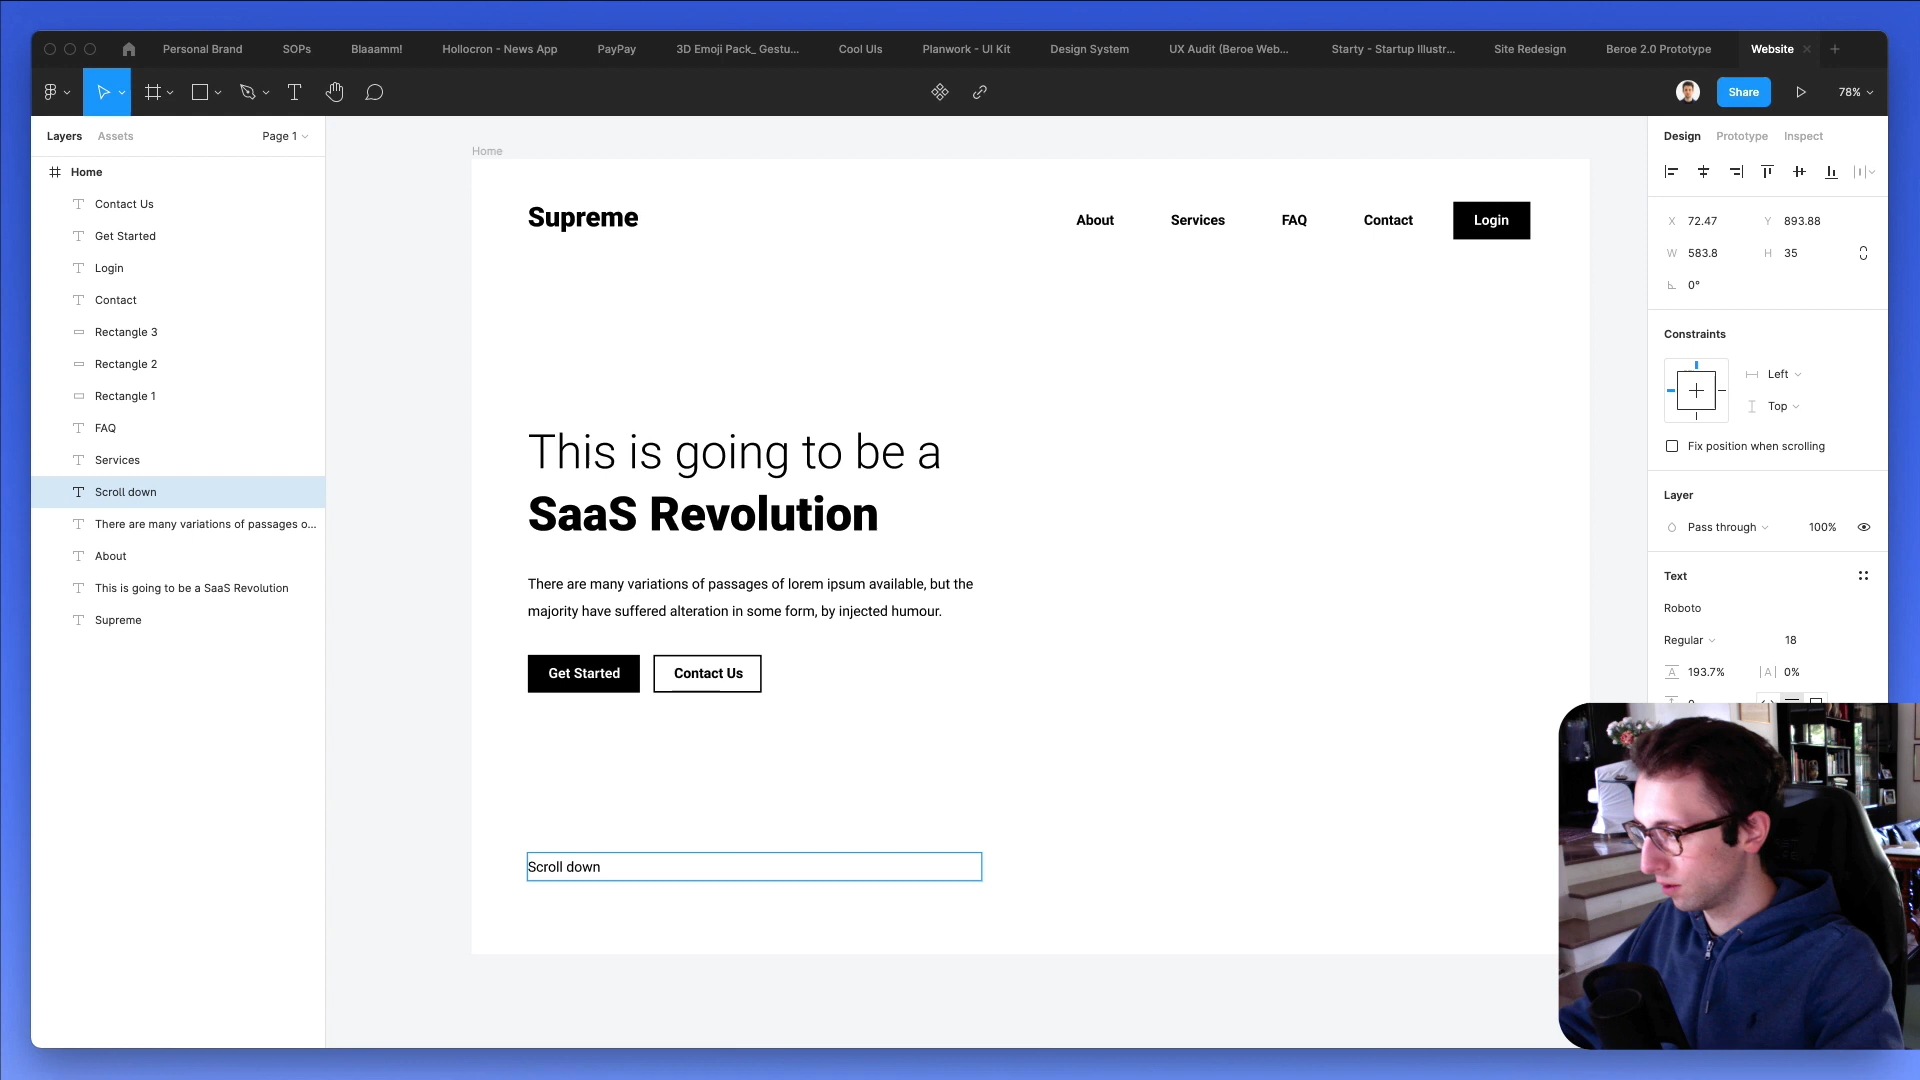 Personal Brand
SOPs
Blaaamm!
Hollocron - News App
PayPay
3D Emoji Pack_ Gestu...
Cool UIs
Planwork - UI Kit
Design System
UX Audit (Beroe Web...
Starty - Startup Illustr...
Site Redesign
Beroe 2.0 Prototype
Website
Share
78%
Layers
Assets
Page 1
Home
Contact Us
Get Started
Login
Contact
Rectangle 3
Rectangle 2
Rectangle 1
FAQ
Services
Scroll down
There are many variations of passages o...
About
This is going to be a SaaS Revolution
Supreme
Home
Supreme
About
Services
FAQ
Contact
Login
This is going to be a
SaaS Revolution
There are many variations of passages of lorem ipsum available, but the
majority have suffered alteration in some form, by injected humour.
Get Started
Contact Us
Scroll down
Design
Prototype
Inspect
X 72.47
Y 893.88
W 583.8
H 35
0°
Constraints
Left
Top
Fix position when scrolling
Layer
Pass through
100%
Text
Roboto
Regular
18
193.7%
0%